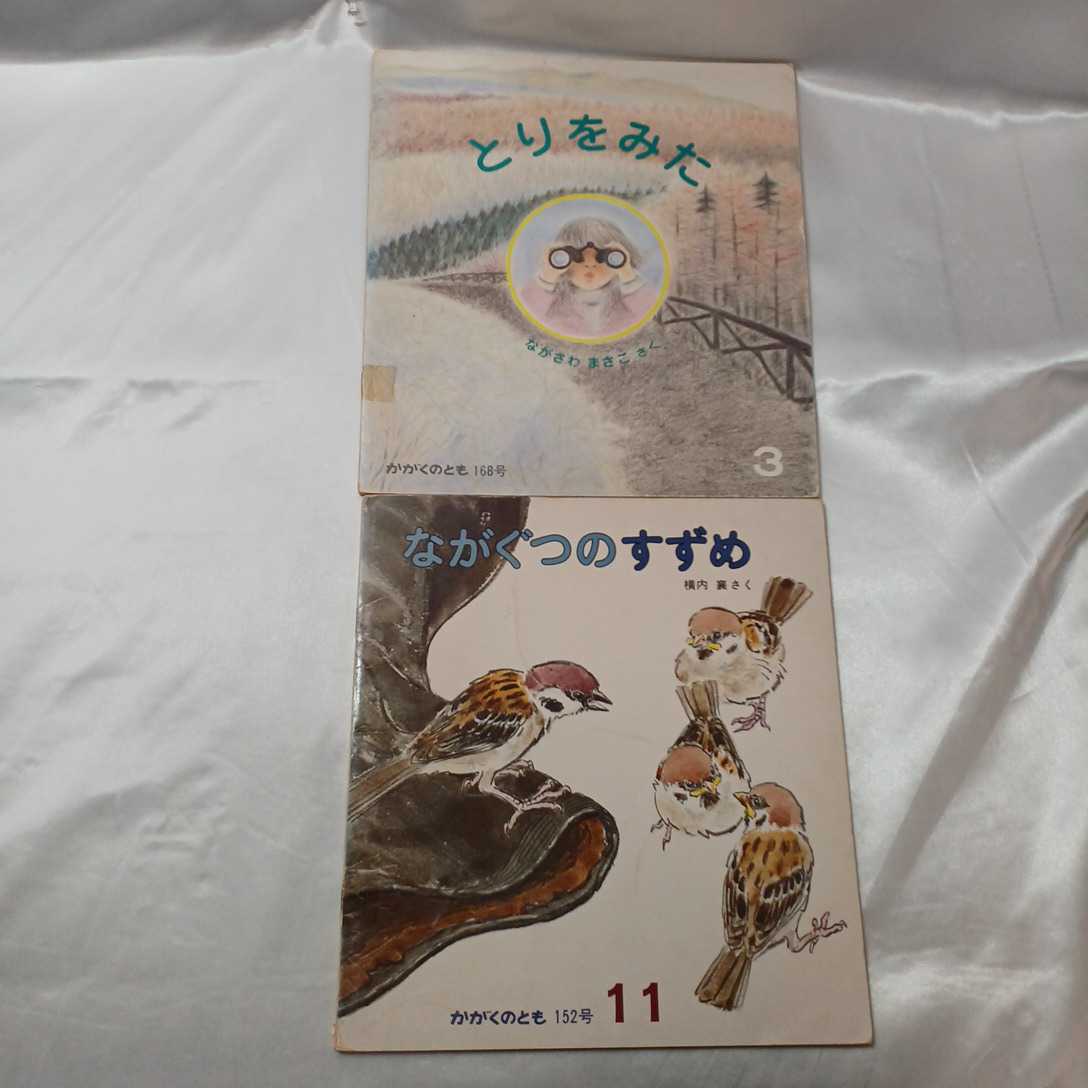 とりをみた
ながさわ まさこ さく
かがくのとも 168号
3
ながぐつのすずめ
横内 襄 さく
かがくのとも 152号
11